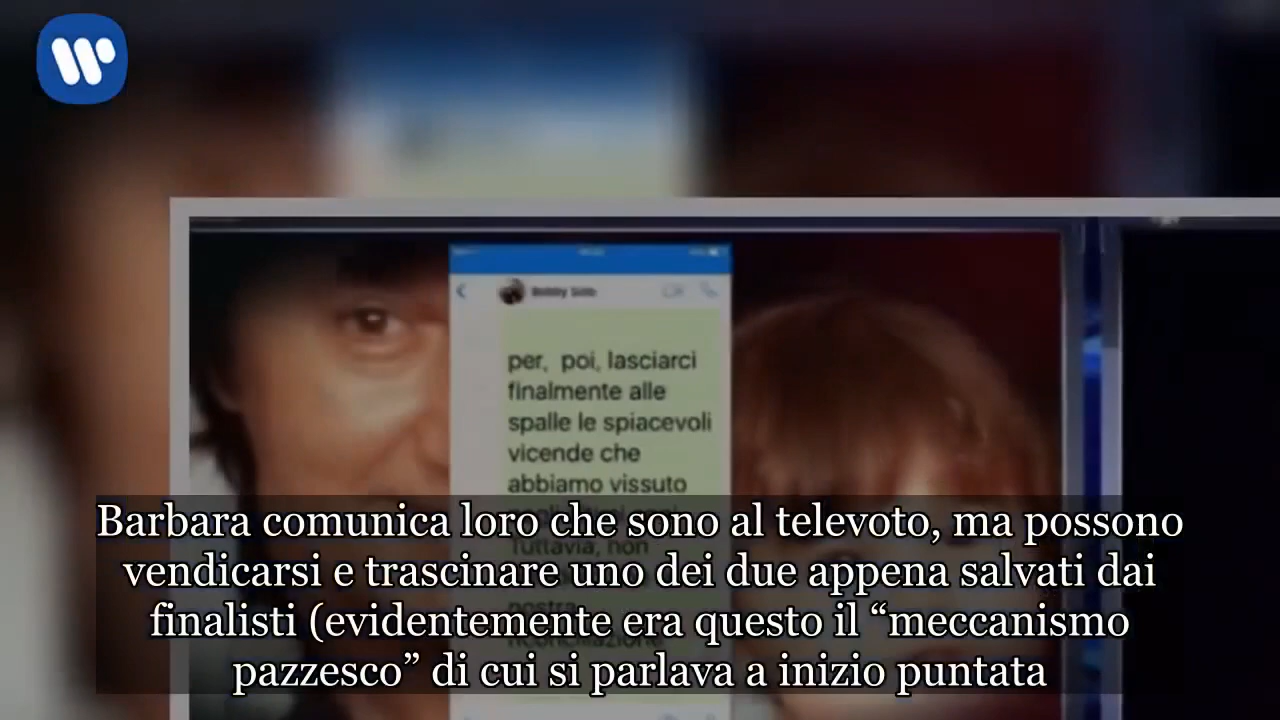 per, poi, lasciarci
finalmente alle
spalle le spiacevoli
vicende che
abbiamo vissuto
Tuttavia, non
Barbara comunica loro che sono al televoto, ma possono
vendicarsi e trascinare uno dei due appena salvati dai
finalisti (evidentemente era questo il “meccanismo
pazzesco” di cui si parlava a inizio puntata